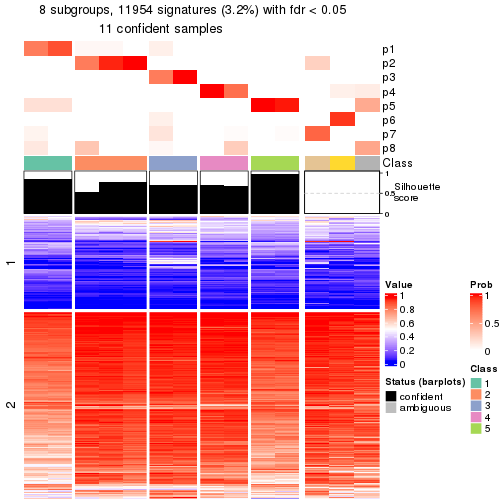 8 subgroups, 11954 signatures (3.2%) with fdr < 0.05
11 confident samples
p1
p2
p3
p4
p5
p6
p7
p8
Class
1
0.5
0
Silhouette
score
1
2
Value
1
0.8
0.6
0.4
0.2
0
Prob
1
0.5
0
Status (barplots)
confident
ambiguous
Class
1
2
3
4
5